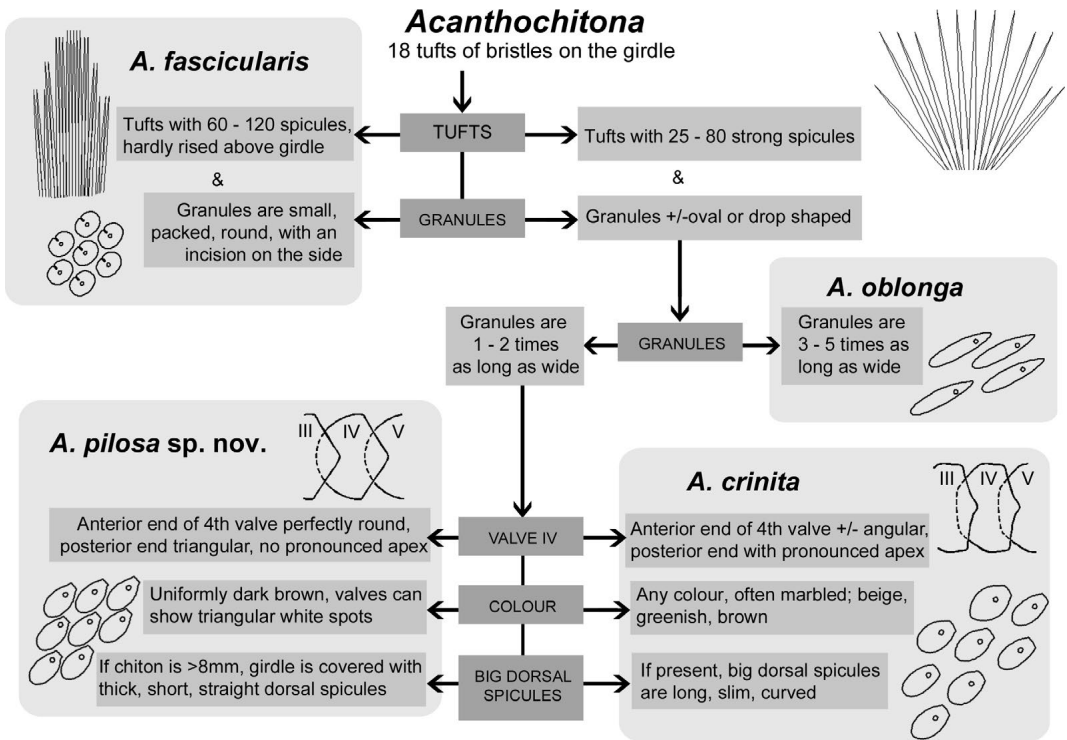 Acanthochitona
18 tufts of bristles on the girdle
A. fascicularis
TUFTS
Tufts with 60 - 120 spicules,
hardly rised above girdle
Tufts with 25 - 80 strong spicules
&
&
GRANULES
Granules are small,
packed, round, with an
incision on the side
Granules +/-oval or drop shaped
A. oblonga
Granules are
1 - 2 times
as long as wide
GRANULES
Granules are
3 - 5 times as
long as wide
A. pilosa sp. nov.
III IV V
A. crinita
III IV V
Anterior end of 4th valve perfectly round,
posterior end triangular, no pronounced apex
VALVE IV
Anterior end of 4th valve +/- angular,
posterior end with pronounced apex
Uniformly dark brown, valves can
show triangular white spots
COLOUR
Any colour, often marbled; beige,
greenish, brown
If chiton is >8mm, girdle is covered with
thick, short, straight dorsal spicules
BIG DORSAL
SPICULES
If present, big dorsal spicules
are long, slim, curved